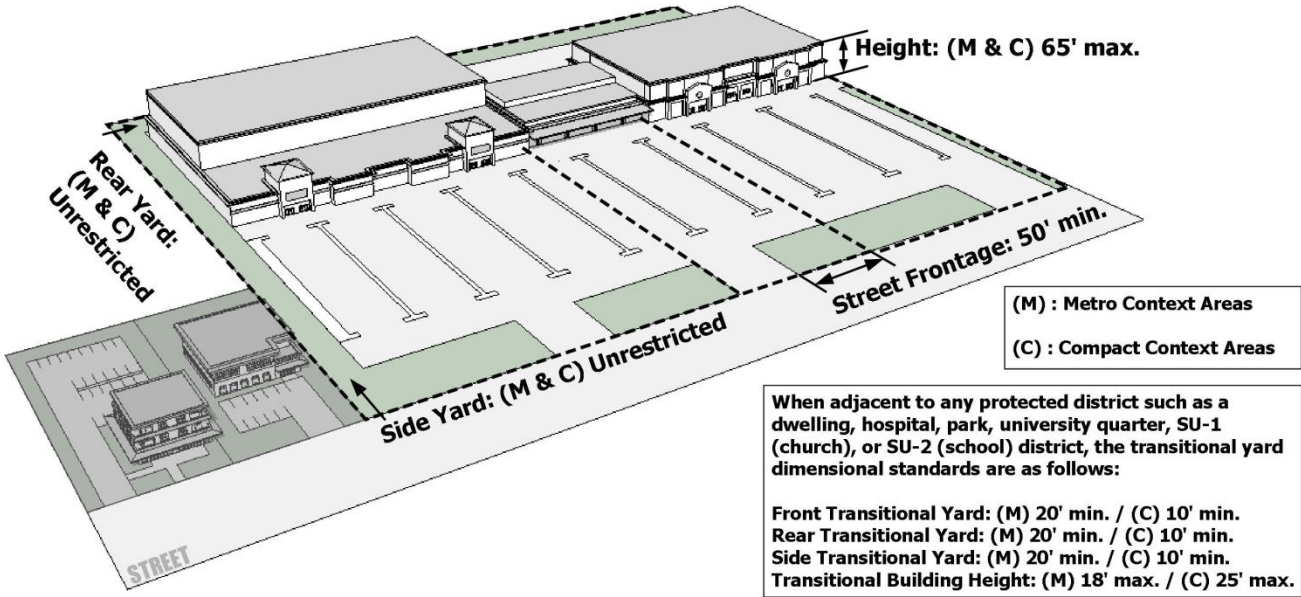 Height: (M & C) 65' max.
Rear Yard:
(M & C)
Unrestricted
Street Frontage: 50' min.
Side Yard: (M & C) Unrestricted
STREET
(M) : Metro Context Areas
(C) : Compact Context Areas
When adjacent to any protected district such as a
dwelling, hospital, park, university quarter, SU-1
(church), or SU-2 (school) district, the transitional yard
dimensional standards are as follows:
Front Transitional Yard: (M) 20' min. / (C) 10' min.
Rear Transitional Yard: (M) 20' min. / (C) 10' min.
Side Transitional Yard: (M) 20' min. / (C) 10' min.
Transitional Building Height: (M) 18' max. / (C) 25' max.